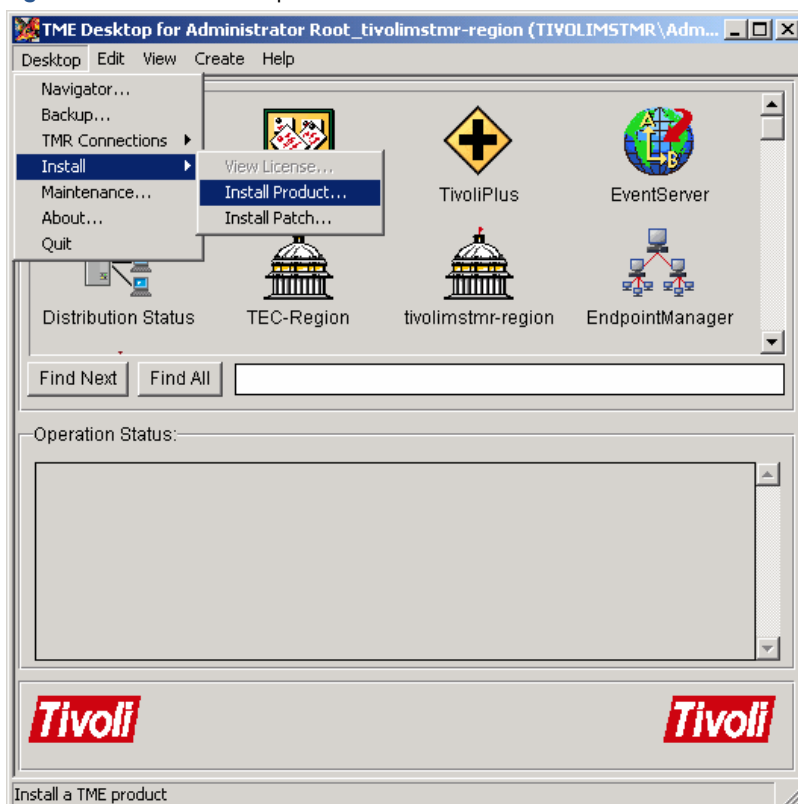 TME Desktop for Administrator Root_tivolimstmr-region (TIVOLIMSTMR\Adm...
Desktop Edit View Create Help
Navigator...
Backup...
TMR Connections
Install
Maintenance...
About...
Quit
View License...
Install Product...
Install Patch...
TivoliPlus
EventServer
Distribution Status
TEC-Region
tivolimstmr-region
EndpointManager
Find Next
Find All
Operation Status:
Tivoli
Tivoli
Install a TME product